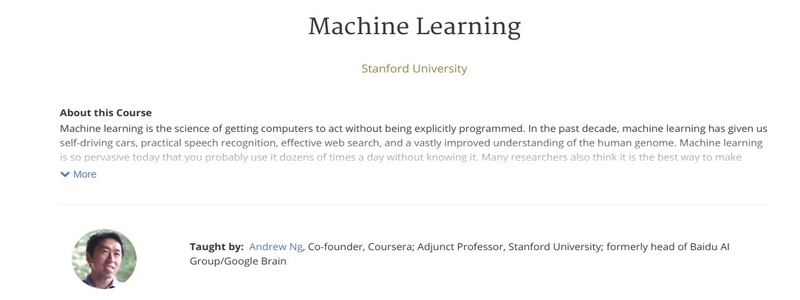 Machine Learning
Stanford University
About this Course
Machine learning is the science of getting computers to act without being explicitly programmed. In the past decade, machine learning has given us
self-driving cars, practical speech recognition, effective web search, and a vastly improved understanding of the human genome. Machine learning
is so pervasive today that you probably use it dozens of times a day without knowing it. Many researchers also think it is the best way to make
More
Taught by: Andrew Ng, Co-founder, Coursera; Adjunct Professor, Stanford University; formerly head of Baidu AI
Group/Google Brain